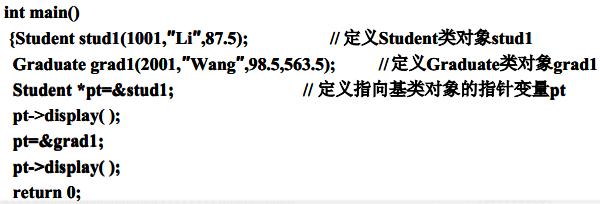 int main()
{Student stud1(1001,"Li",87.5); // 定义Student类对象stud1
Graduate grad1(2001,"Wang",98.5,563.5); //定义Graduate类对象grad1
Student *pt=&stud1; // 定义指向基类对象的指针变量pt
pt->display( );
pt=&grad1;
pt->display( );
return 0;